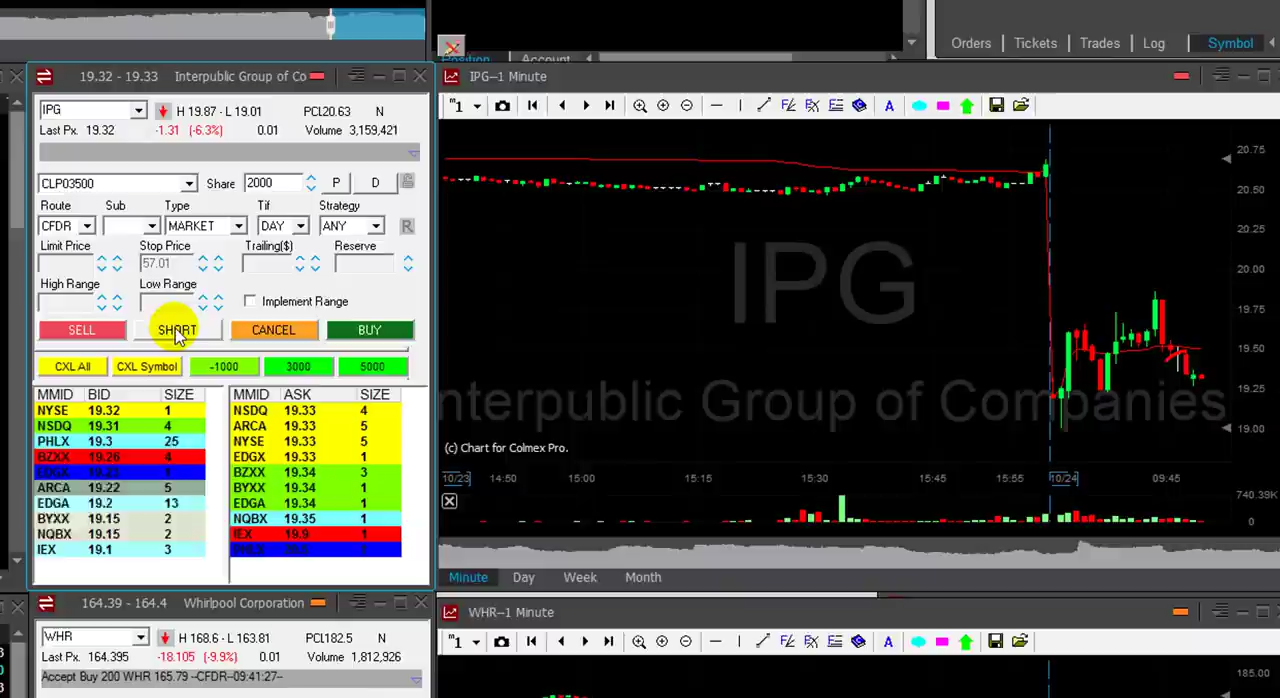 Orders Tickets Trades Log Symbol
Position Account
19.32 - 19.33 Interpublic Group of Co
IPG H 19.87 - L 19.01 PCL20.63 N
Last Px. 19.32 -1.31 (-6.3%) 0.01 Volume 3,159,421
CLP03500 Share 2000 P D
Route Sub Type Tif Strategy
CFDR MARKET DAY ANY R
Limit Price Stop Price Trailing($) Reserve
57.01
High Range Low Range
Implement Range
SELL SHORT CANCEL BUY
CXL All CXL Symbol -1000 3000 5000
MMID BID SIZE MMID ASK SIZE
NYSE 19.32 1 NSDQ 19.33 4
NSDQ 19.31 4 ARCA 19.33 5
PHLX 19.3 25 NYSE 19.33 5
BZXX 19.26 4 EDGX 19.33 1
EDGX 19.23 1 BZXX 19.34 3
ARCA 19.22 5 BYXX 19.34 1
EDGA 19.2 13 EDGA 19.34 1
BYXX 19.15 2 NQBX 19.35 1
NQBX 19.15 2 IEX 19.9 1
IEX 19.1 3 PHLX
IPG–1 Minute
"1 A
IPG
Interpublic Group of Companies
20.75
20.50
20.25
20.00
19.75
19.50
19.25
19.00
(c) Chart for Colmex Pro.
10/23 14:50 15:00 15:15 15:30 15:45 15:55 10/24 09:45
740.39K
0
Minute Day Week Month
164.39 - 164.4 Whirlpool Corporation
WHR H 168.6 - L 163.81 PCL182.5 N
Last Px. 164.395 -18.105 (-9.9%) 0.01 Volume 1,812,926
Accept Buy 200 WHR 165.79 --CFDR--09:41:27--
WHR–1 Minute
"1 A
185.00